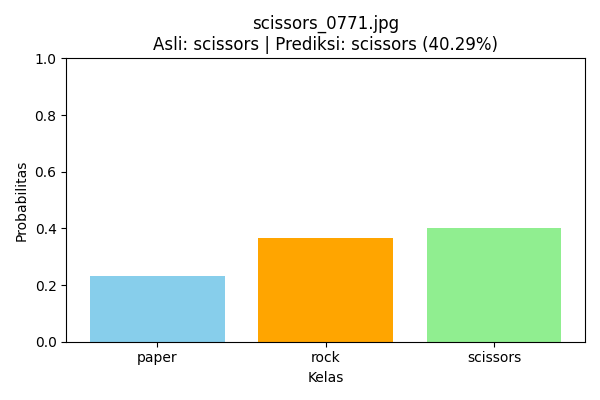 scissors_0771.jpg
Asli: scissors | Prediksi: scissors (40.29%)
1.0
0.8
0.6
0.4
0.2
0.0
Probabilitas
paper rock scissors
Kelas